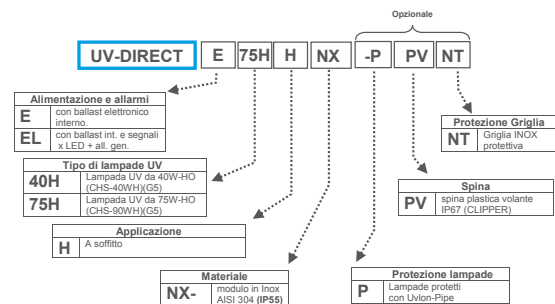 Opzionale
UV-DIRECT E 75H H NX -P PV NT
Alimentazione e allarmi
E con ballast elettronico
interno.
EL con ballast int. e segnali
x LED + all. gen.
Protezione Griglia
NT Griglia INOX
protettiva
Tipo di lampade UV
40H Lampada UV da 40W-HO
(CHS-40WH)(G5)
75H Lampada UV da 75W-HO
(CHS-90WH)(G5)
Spina
PV spina plastica volante
IP67 (CLIPPER)
Applicazione
H A soffitto
Materiale
NX- modulo in Inox
AISI 304 (IP55)
Protezione lampade
P Lampade protetti
con Uvlon-Pipe